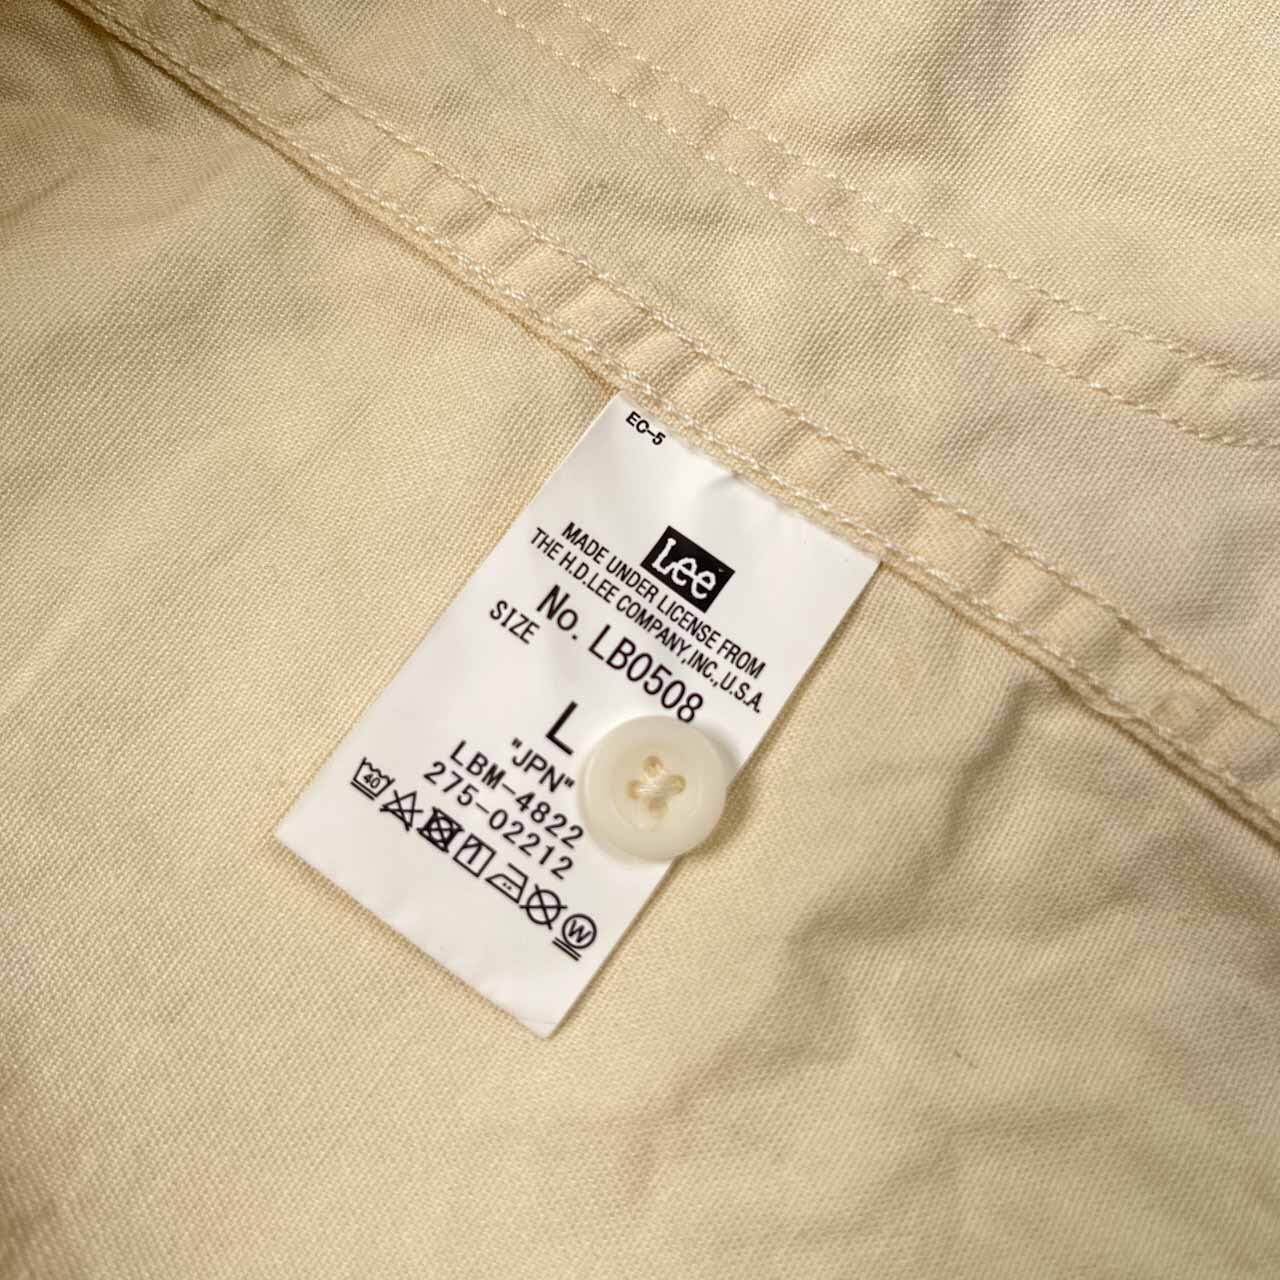 EC-5
Lee
MADE UNDER LICENSE FROM
THE H.D.LEE COMPANY,INC.,U.S.A.
No. LB0508
SIZE
L
"JPN"
LBM-4822
275-02212
40
W